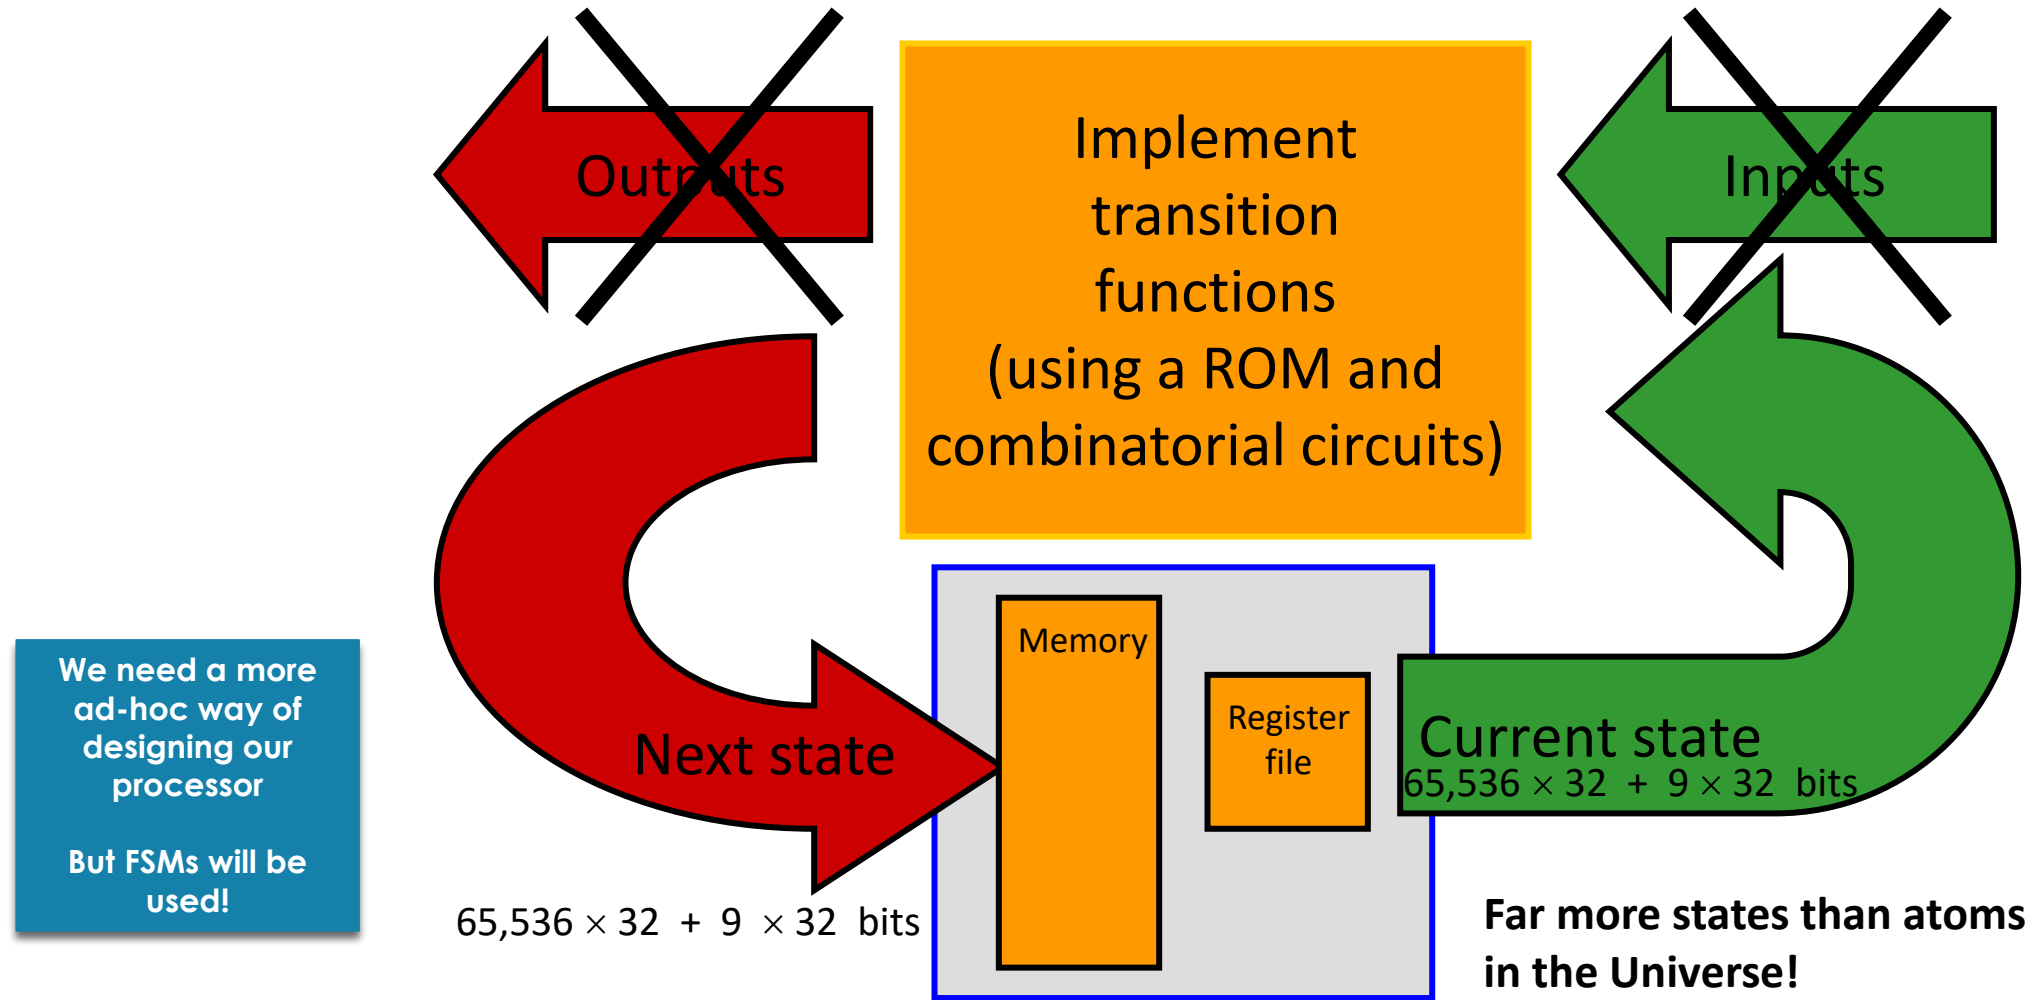 Outputs
Implement
transition
functions
(using a ROM and
combinatorial circuits)
Inputs
We need a more
ad-hoc way of
designing our
processor
But FSMs will be
used!
Next state
65,536 × 32 + 9 × 32 bits
Memory
Register
file
Current state
65,536 × 32 + 9 × 32 bits
Far more states than atoms
in the Universe!